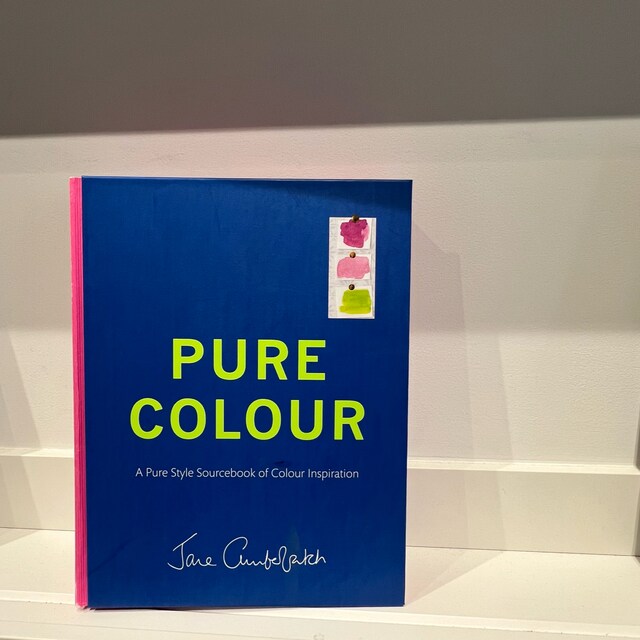 PURE
COLOUR
A Pure Style Sourcebook of Colour Inspiration
Jane Cumberbatch